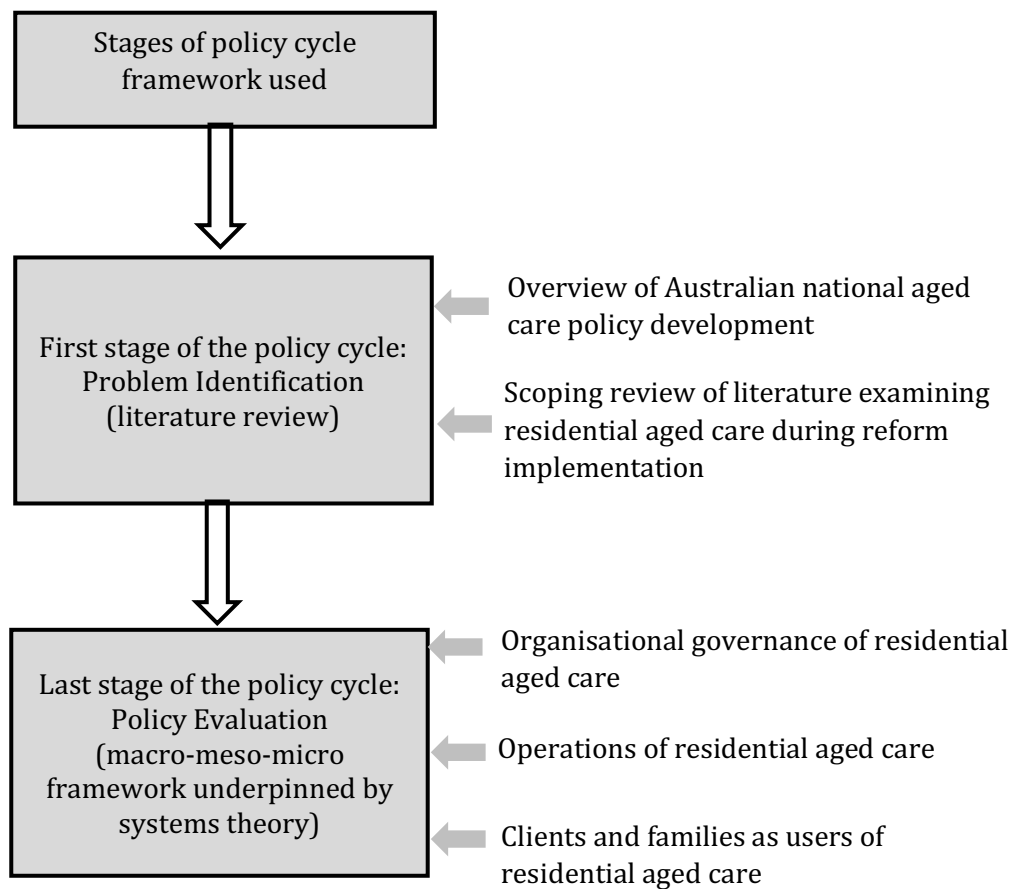 Stages of policy cycle
framework used
First stage of the policy cycle:
Problem Identification
(literature review)
Overview of Australian national aged
care policy development
Scoping review of literature examining
residential aged care during reform
implementation
Last stage of the policy cycle:
Policy Evaluation
(macro-meso-micro
framework underpinned by
systems theory)
Organisational governance of residential
aged care
Operations of residential aged care
Clients and families as users of
residential aged care